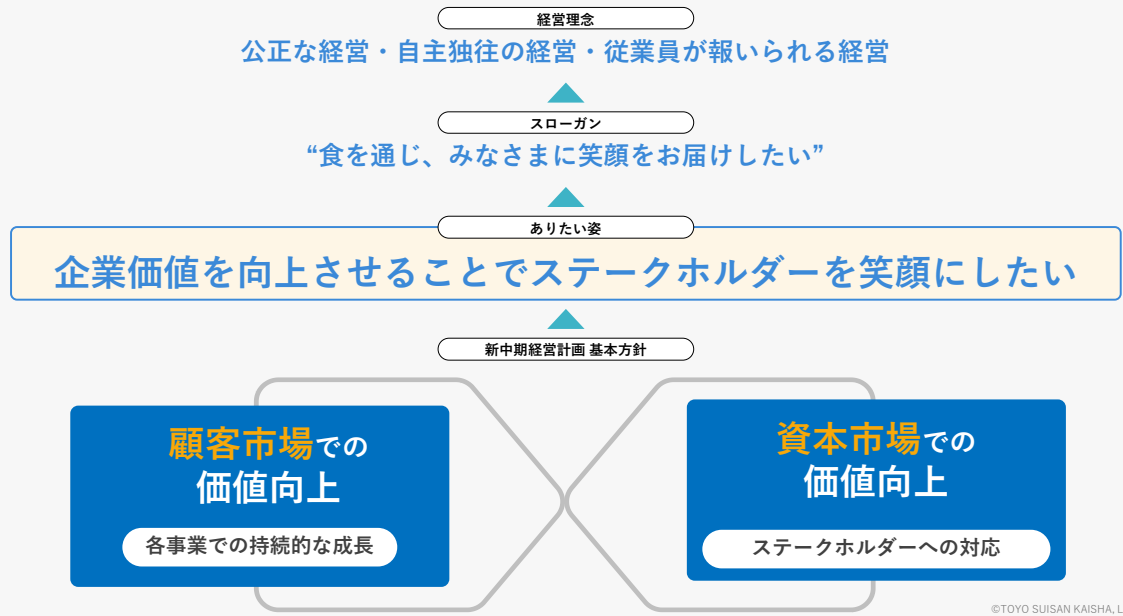 経営理念
公正な経営・自主独往の経営・従業員が報いられる経営
スローガン
“食を通じ、みなさまに笑顔をお届けしたい”
ありたい姿
企業価値を向上させることでステークホルダーを笑顔にしたい
新中期経営計画 基本方針
顧客市場での
価値向上
各事業での持続的な成長
資本市場での
価値向上
ステークホルダーへの対応
©TOYO SUISAN KAISHA, L